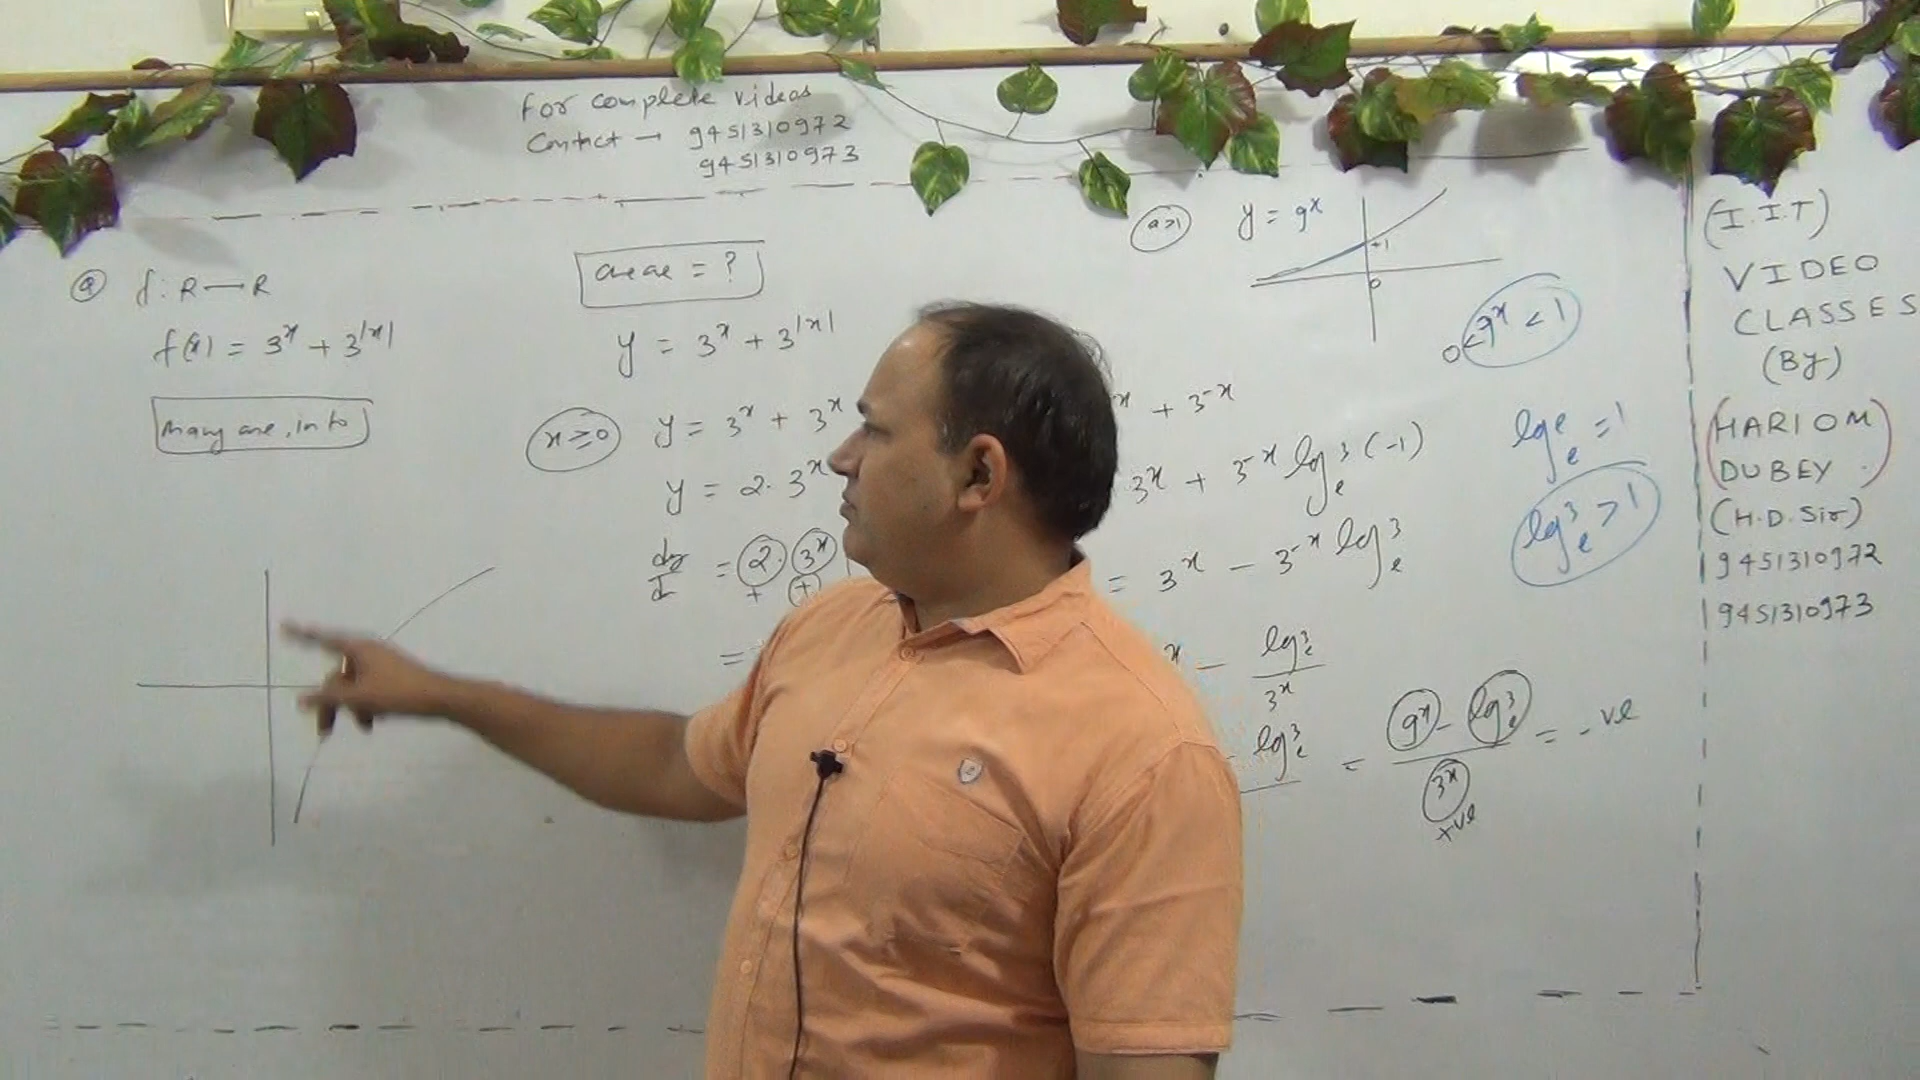 For complete videos
Contact → 9451310972
9451310973
Q f: R → R
f(x) = 3^x + 3^|x|
many one, into
one one = ?
y = 3^x + 3^|x|
x ≥ 0
y = 3^x + 3^x
y = 2. 3^x
dy/d = 2. 3^x
+ +
=
x + 3^-x
3^x + 3^-x log_e 3 (-1)
= 3^x - 3^-x log_e 3
x - log_e 3 / 3^x
- log_e 3 = 9^x - log_e 3 / 3^x = -ve
+ve
a>1 y = 9^x
+1
0
0 < 9^x < 1
log_e e = 1
log_e 3 > 1
(I.I.T)
VIDEO
CLASSES
(By)
(HARIOM
DUBEY.)
(H.D.Sir)
9451310972
9451310973